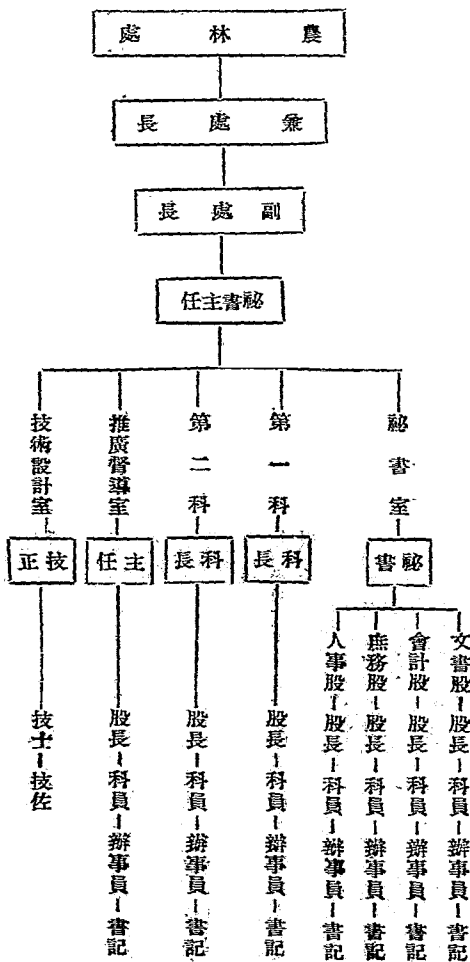 農林處
兼處長
副處長
祕書主任
祕書室
祕書
文書股－股長－科員－辦事員－書記
會計股－股長－科員－辦事員－書記
庶務股－股長－科員－辦事員－書記
人事股－股長－科員－辦事員－書記
第一科
科長
股長－科員－辦事員－書記
第二科
科長
股長－科員－辦事員－書記
推廣督導室
主任
股長－科員－辦事員－書記
技術設計室
技正
技士－技佐